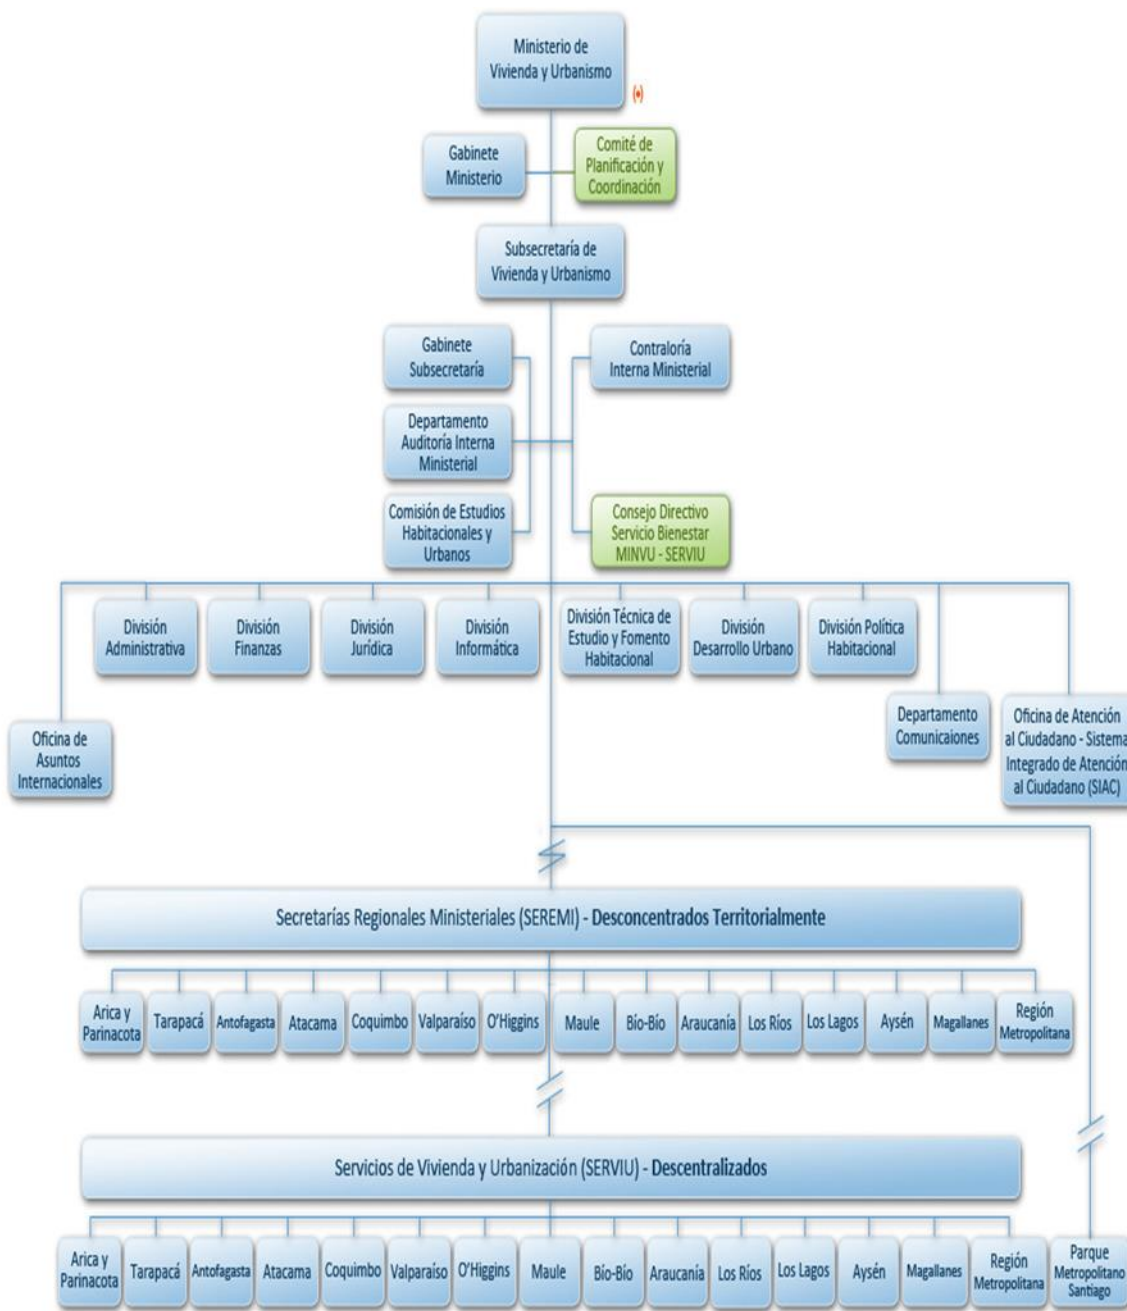 Ministerio de
Vivienda y Urbanismo
Gabinete
Ministerio
Comité de
Planificación y
Coordinación
Subsecretaría de
Vivienda y Urbanismo
Gabinete
Subsecretaría
Contraloría
Interna Ministerial
Departamento
Auditoría Interna
Ministerial
Comisión de Estudios
Habitacionales y
Urbanos
Consejo Directivo
Servicio Bienestar
MINVU - SERVIU
División
Administrativa
División
Finanzas
División
Jurídica
División
Informática
División Técnica de
Estudio y Fomento
Habitacional
División
Desarrollo Urbano
División Política
Habitacional
Oficina de
Asuntos
Internacionales
Departamento
Comunicaiones
Oficina de Atención
al Ciudadano - Sistema
Integrado de Atención
al Ciudadano (SIAC)
Secretarías Regionales Ministeriales (SEREMI) - Desconcentrados Territorialmente
Arica y
Parinacota
Tarapacá
Antofagasta
Atacama
Coquimbo
Valparaíso
O'Higgins
Maule
Bío-Bío
Araucanía
Los Ríos
Los Lagos
Aysén
Magallanes
Región
Metropolitana
Servicios de Vivienda y Urbanización (SERVIU) - Descentralizados
Arica y
Parinacota
Tarapacá
Antofagasta
Atacama
Coquimbo
Valparaíso
O'Higgins
Maule
Bío-Bío
Araucanía
Los Ríos
Los Lagos
Aysén
Magallanes
Región
Metropolitana
Parque
Metropolitano
Santiago